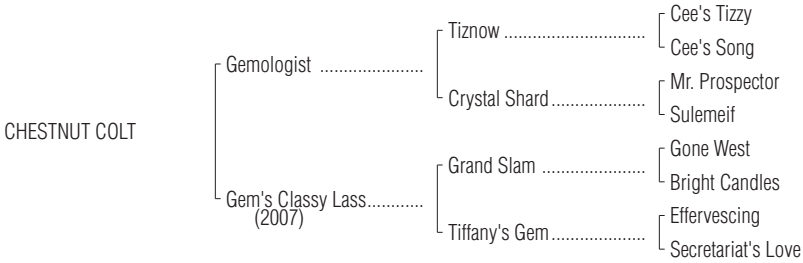 Cee's Tizzy
Tiznow ..............................
Cee's Song
Gemologist ......................
Mr. Prospector
Crystal Shard....................
Sulemeif
CHESTNUT COLT
Gone West
Grand Slam ......................
Bright Candles
Gem's Classy Lass............
(2007)
Effervescing
Tiffany's Gem....................
Secretariat's Love